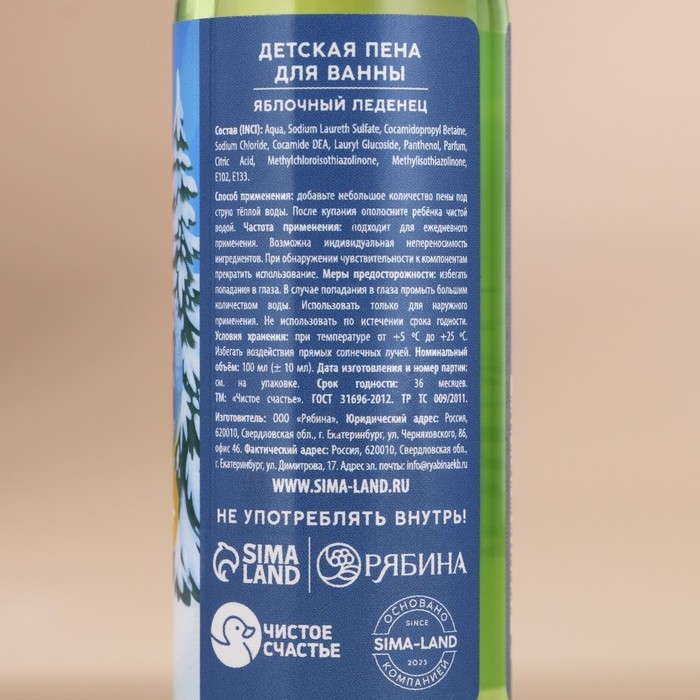 ДЕТСКАЯ ПЕНА
ДЛЯ ВАННЫ
ЯБЛОЧНЫЙ ЛЕДЕНЕЦ
Состав (INCI): Aqua, Sodium Laureth Sulfate, Cocamidopropyl Betaine,
Sodium Chloride, Cocamide DEA, Lauryl Glucoside, Panthenol, Parfum,
Citric Acid, Methylchloroisothiazolinone, Methylisothiazolinone,
E102, E133.
Способ применения: добавьте небольшое количество пены под
струю тёплой воды. После купания ополосните ребёнка чистой
водой. Частота применения: подходит для ежедневного
применения. Возможна индивидуальная непереносимость
ингредиентов. При обнаружении чувствительности к компонентам
прекратить использование. Меры предосторожности: избегать
попадания в глаза. В случае попадания в глаза промыть большим
количеством воды. Использовать только для наружного
применения. Не использовать по истечении срока годности.
Условия хранения: при температуре от +5 ºC до +25 ºC
Избегать воздействия прямых солнечных лучей. Номинальный
объём: 100 мл (± 10 мл). Дата изготовления и номер партии:
см. на упаковке. Срок годности: 36 месяцев.
ТМ: «Чистое счастье». ГОСТ 31696-2012. ТР ТС 009/2011.
Изготовитель: ООО «Рябина». Юридический адрес: Россия,
620010, Свердловская обл., г. Екатеринбург, ул. Черняховского, 86,
офис 46. Фактический адрес: Россия, 620010, Свердловская обл.,
г. Екатеринбург, ул. Димитрова, 17. Адрес эл. почты: info@ryabinaekb.ru
WWW.SIMA-LAND.RU
НЕ УПОТРЕБЛЯТЬ ВНУТРЬ!
SIMA LAND РЯБИНА
ЧИСТОЕ
СЧАСТЬЕ
ОСНОВАНО
SINCE
SIMA-LAND
2023
КОМПАНИЕЙ